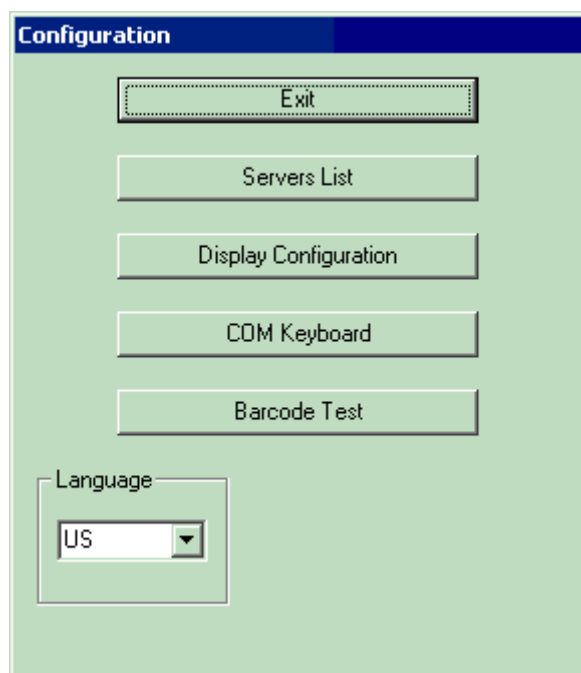 Configuration
Exit
Servers List
Display Configuration
COM Keyboard
Barcode Test
Language
US